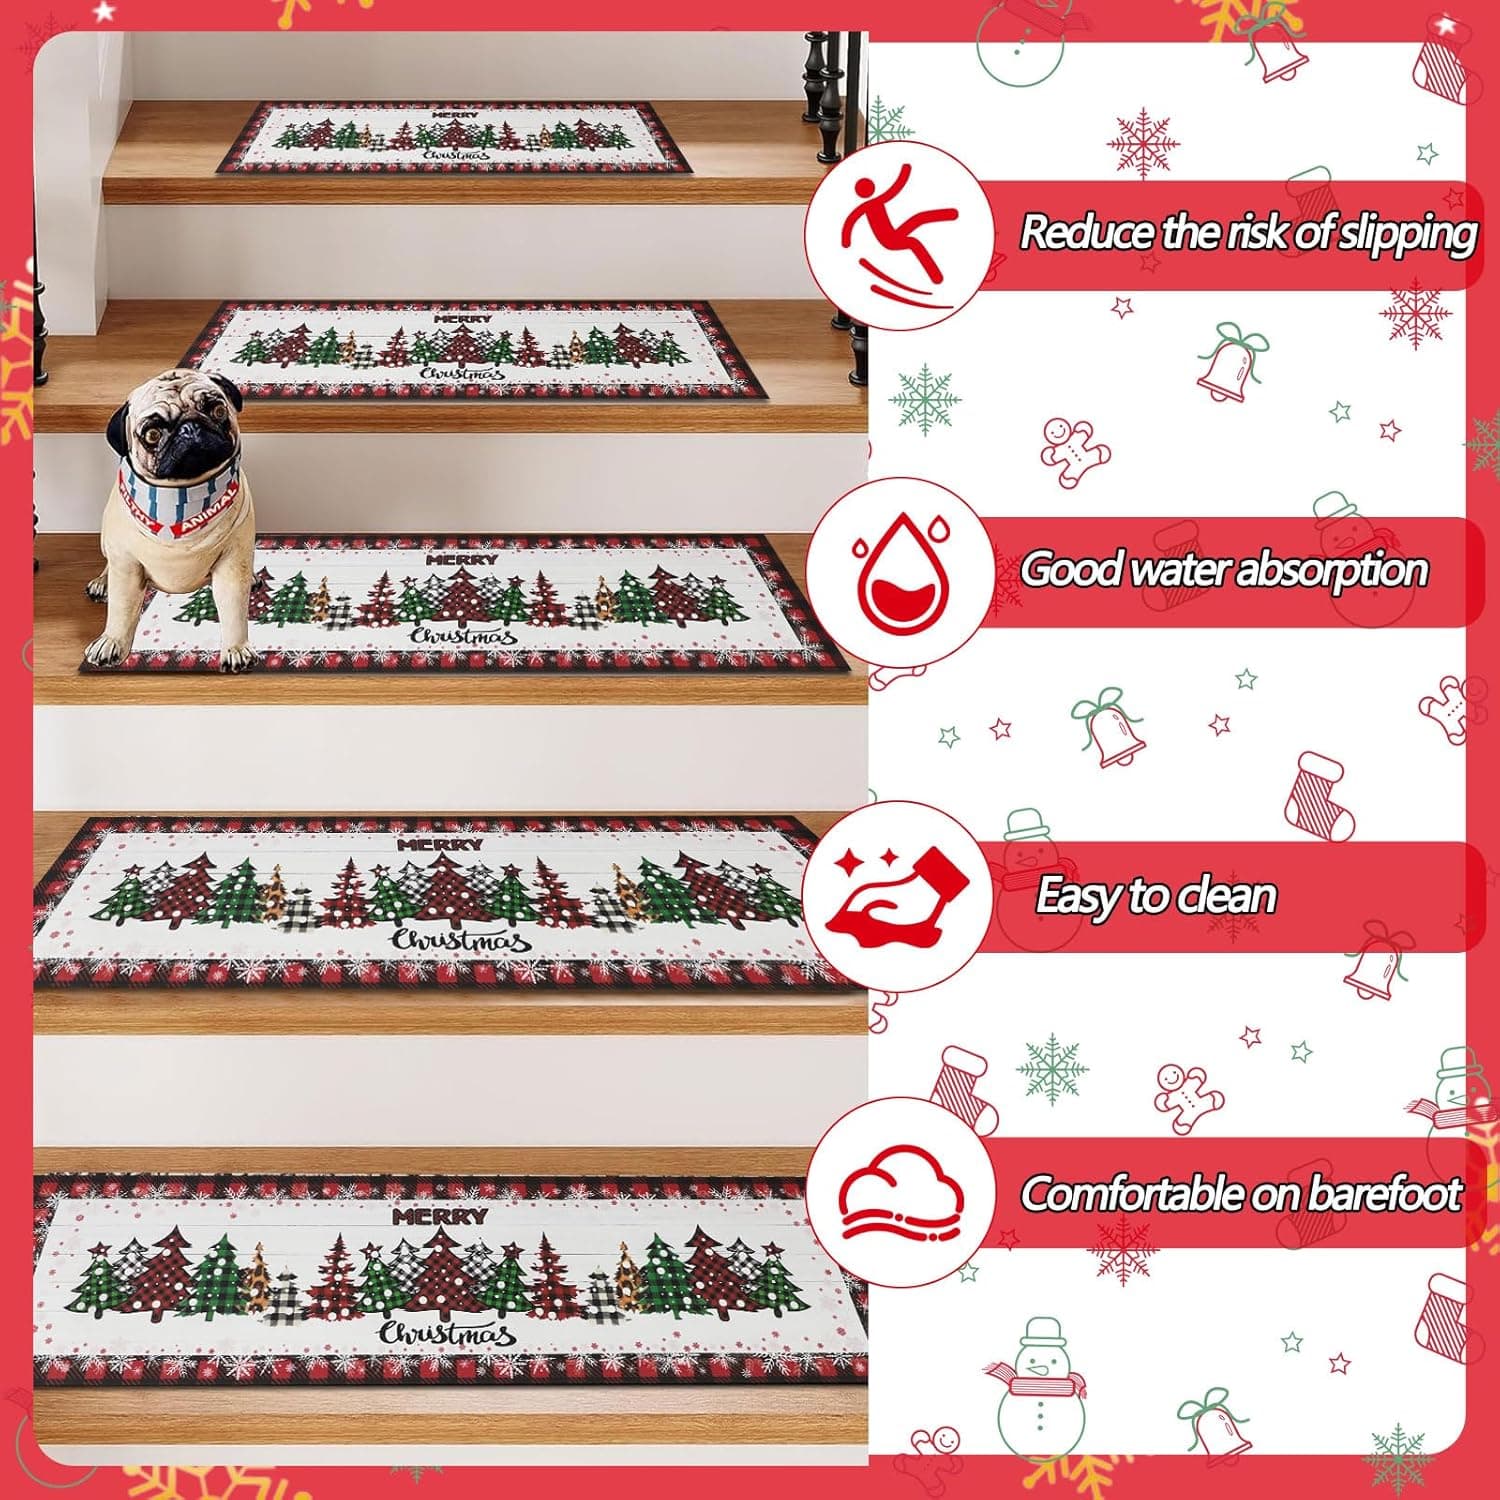 MERRY
Christmas
MERRY
Christmas
FILTHY ANIMAL
MERRY
Christmas
MERRY
Christmas
MERRY
Christmas
Reduce the risk of slipping
Good water absorption
Easy to clean
Comfortable on barefoot